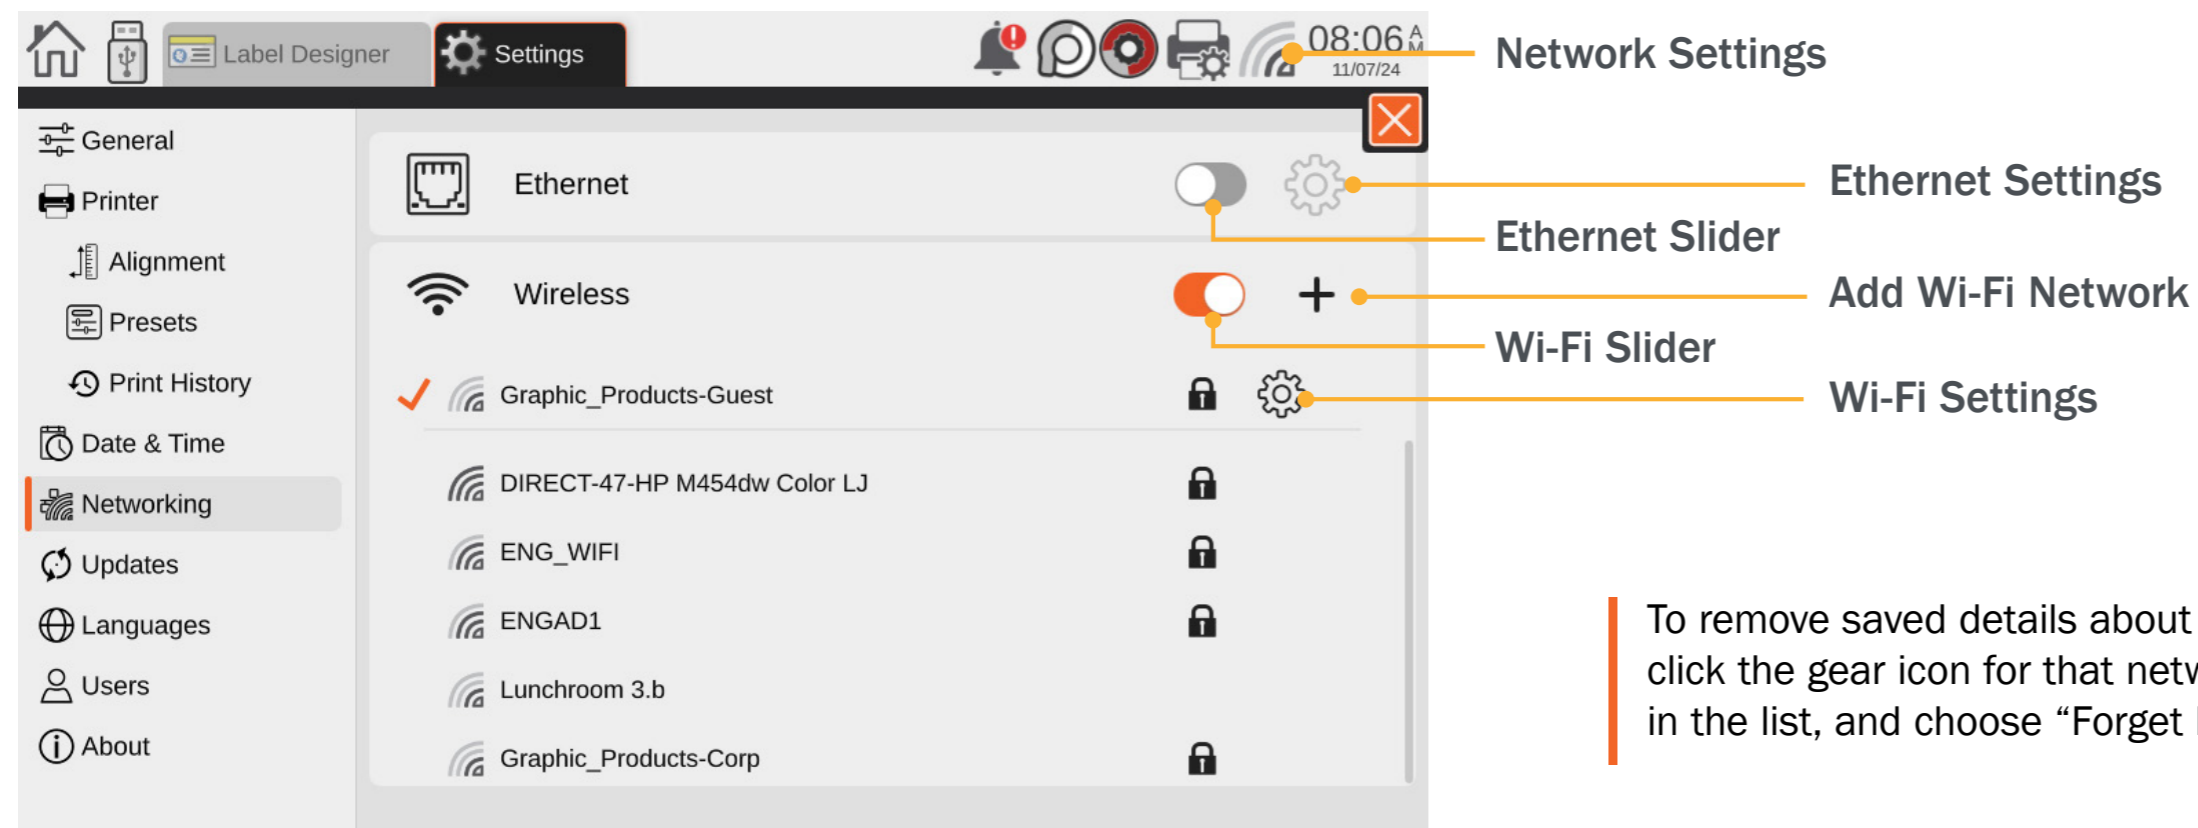 Label Designer
Settings
08:06 AM
11/07/24
Network Settings
General
Printer
Alignment
Presets
Print History
Date & Time
Networking
Updates
Languages
Users
About
Ethernet
Ethernet Settings
Ethernet Slider
Wireless
Add Wi-Fi Network
Wi-Fi Slider
Graphic_Products-Guest
Wi-Fi Settings
DIRECT-47-HP M454dw Color LJ
ENG_WIFI
ENGAD1
Lunchroom 3.b
Graphic_Products-Corp
To remove saved details about
click the gear icon for that
in the list, and choose “Forget